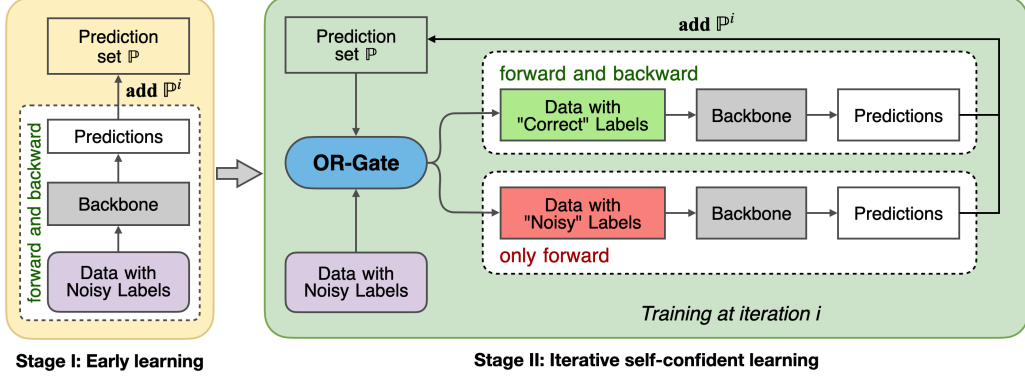 Prediction
set ℙ
add ℙⁱ
forward and backward
Predictions
Backbone
Data with
Noisy Labels
Stage I: Early learning
Prediction
set ℙ
add ℙⁱ
OR-Gate
Data with
Noisy Labels
forward and backward
Data with
"Correct" Labels
Backbone
Predictions
Data with
"Noisy" Labels
Backbone
Predictions
only forward
Training at iteration i
Stage II: Iterative self-confident learning